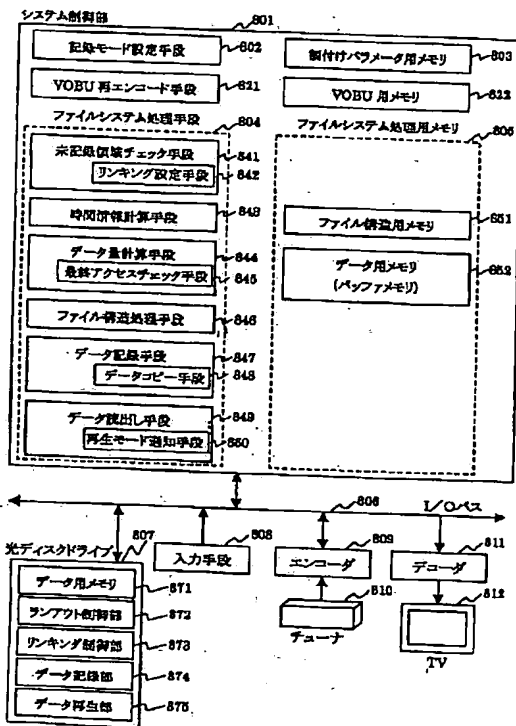 システム制御部
801
記録モード設定手段
802
VOBU 再エンコード手段
821
ファイルシステム処理手段
804
未記録領域チェック手段
841
リンキング設定手段
842
時間情報計算手段
843
データ量計算手段
844
最終アクセスチェック手段
845
ファイル構造処理手段
846
データ記録手段
847
データコピー手段
848
データ読出し手段
849
再生モード通知手段
850
関付けパラメータ用メモリ
803
VOBU 用メモリ
822
ファイルシステム処理用メモリ
805
ファイル構造用メモリ
851
データ用メモリ
(バッファメモリ)
852
806
I/Oバス
光ディスクドライブ
807
データ用メモリ
871
ランアウト制御部
872
リンキング制御部
873
データ記録部
874
データ再生部
875
入力手段
808
エンコーダ
809
チューナ
810
デコーダ
811
TV
812